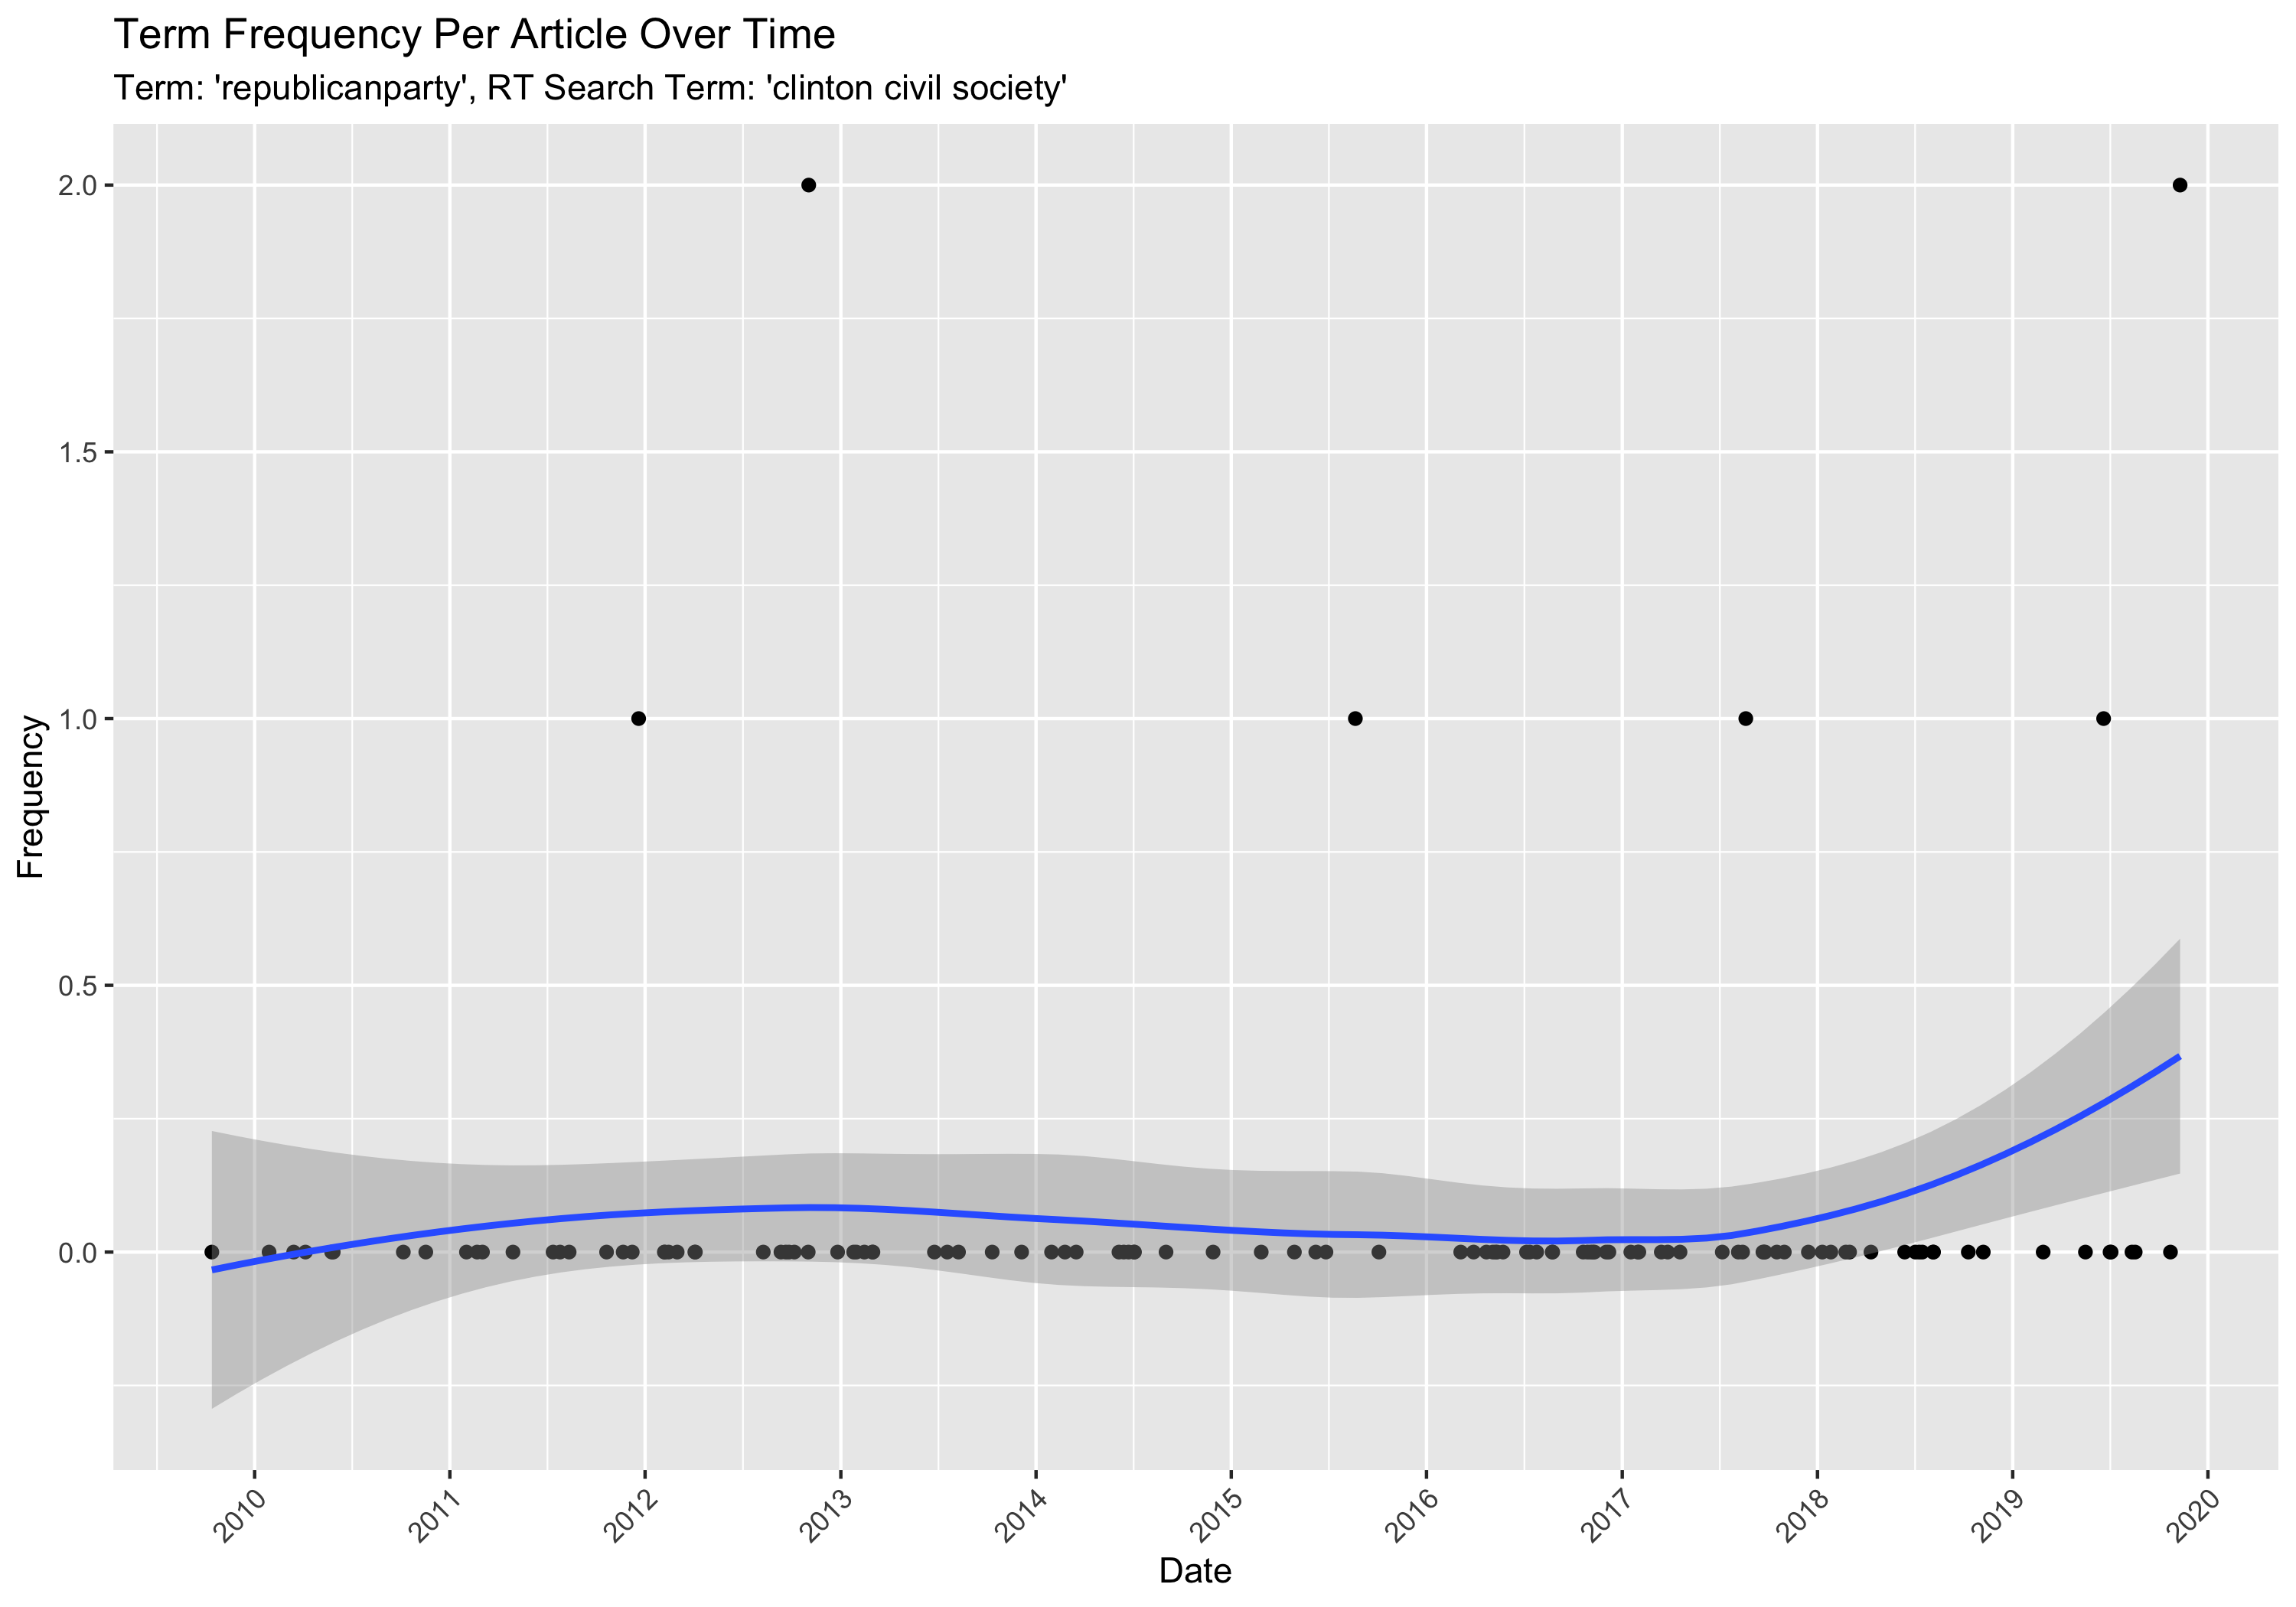 Term Frequency Per Article Over Time
Term: 'republicanparty', RT Search Term: 'clinton civil society'
2.0
1.5
1.0
0.5
0.0
Frequency
2010 2011 2012 2013 2014 2015 2016 2017 2018 2019 2020
Date